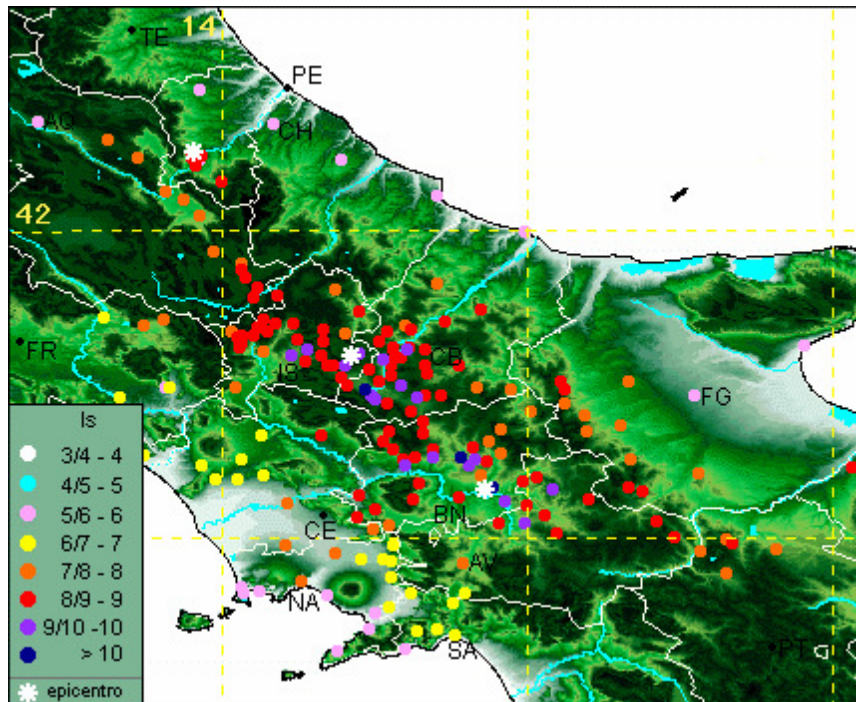 14
TE
PE
AQ
CH
42
FR
IS
CB
FG
Is
3/4 - 4
4/5 - 5
5/6 - 6
6/7 - 7
7/8 - 8
8/9 - 9
9/10 -10
> 10
epicentro
CE
BN
AV
NA
SA
PT